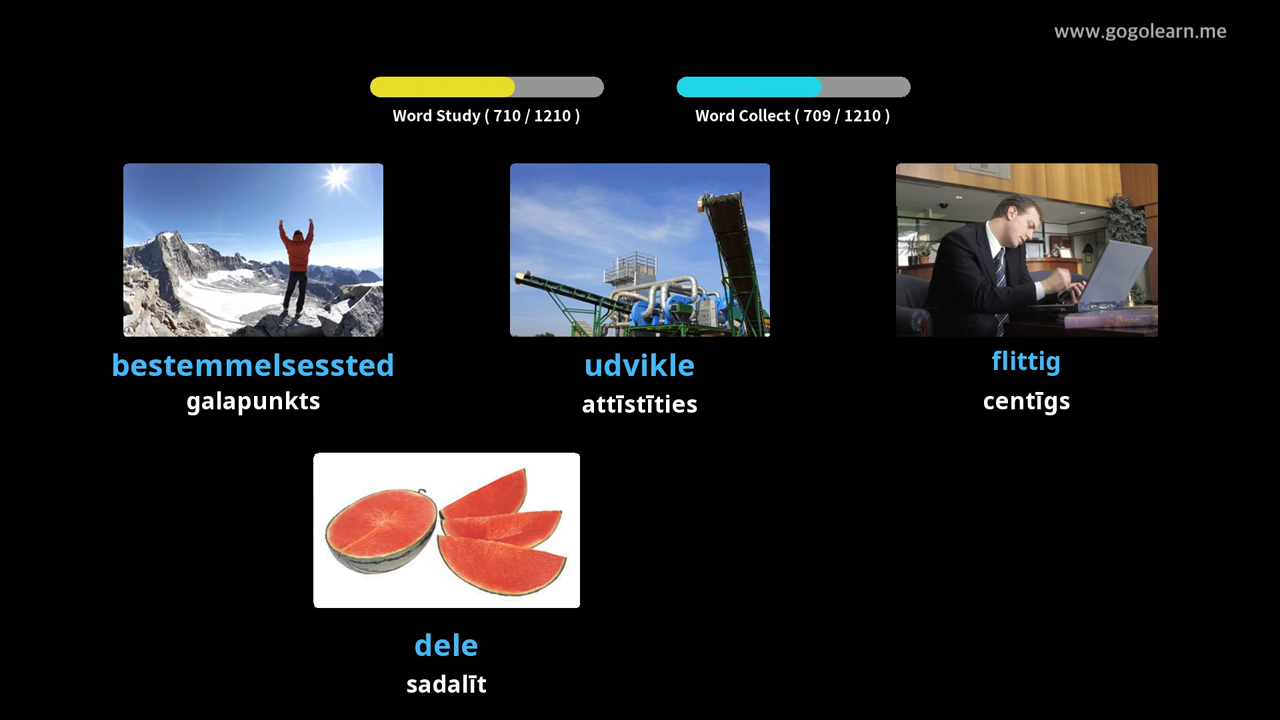 www.gogolearn.me
Word Study ( 710 / 1210 )
Word Collect ( 709 / 1210 )
bestemmelsessted
galapunkts
udvikle
attīstīties
flittig
centīgs
dele
sadalīt